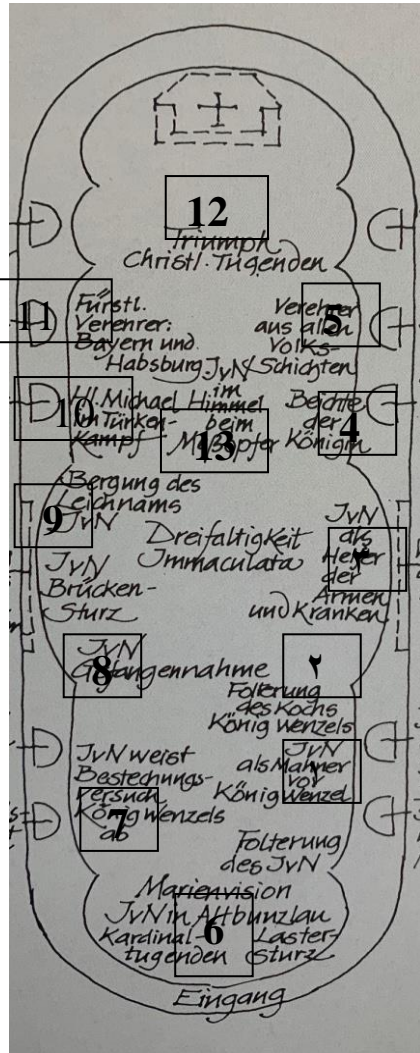 12
Triumph
Christl. Tugenden
11
Fürstl.
Verehrer:
Bayern und
Habsburg
5
Verehrer
aus allen
Volks-
Schichten
10
Hl. Michael
im Türken-
Kampf
JvN
im
Himmel
beim
Meßopfer
13
Beichte
der
Königin
4
9
Bergung des
Leichnams
JvN
Dreifaltigkeit
Immaculata
JvN
als
Helfer
der
Armen
und Kranken
٣
JvN
Brücken-
Sturz
8
JvN
Gefangennahme
٢
Folterung
des Kochs
König Wenzels
JvN weist
Bestechungs-
versuch
König Wenzels
ab
7
JvN
als Mahner
vor
König Wenzel
١
Folterung
des JvN
Marienvision
JvN in Altbunzlau
Kardinal-
tugenden
6
Laster-
sturz
Eingang